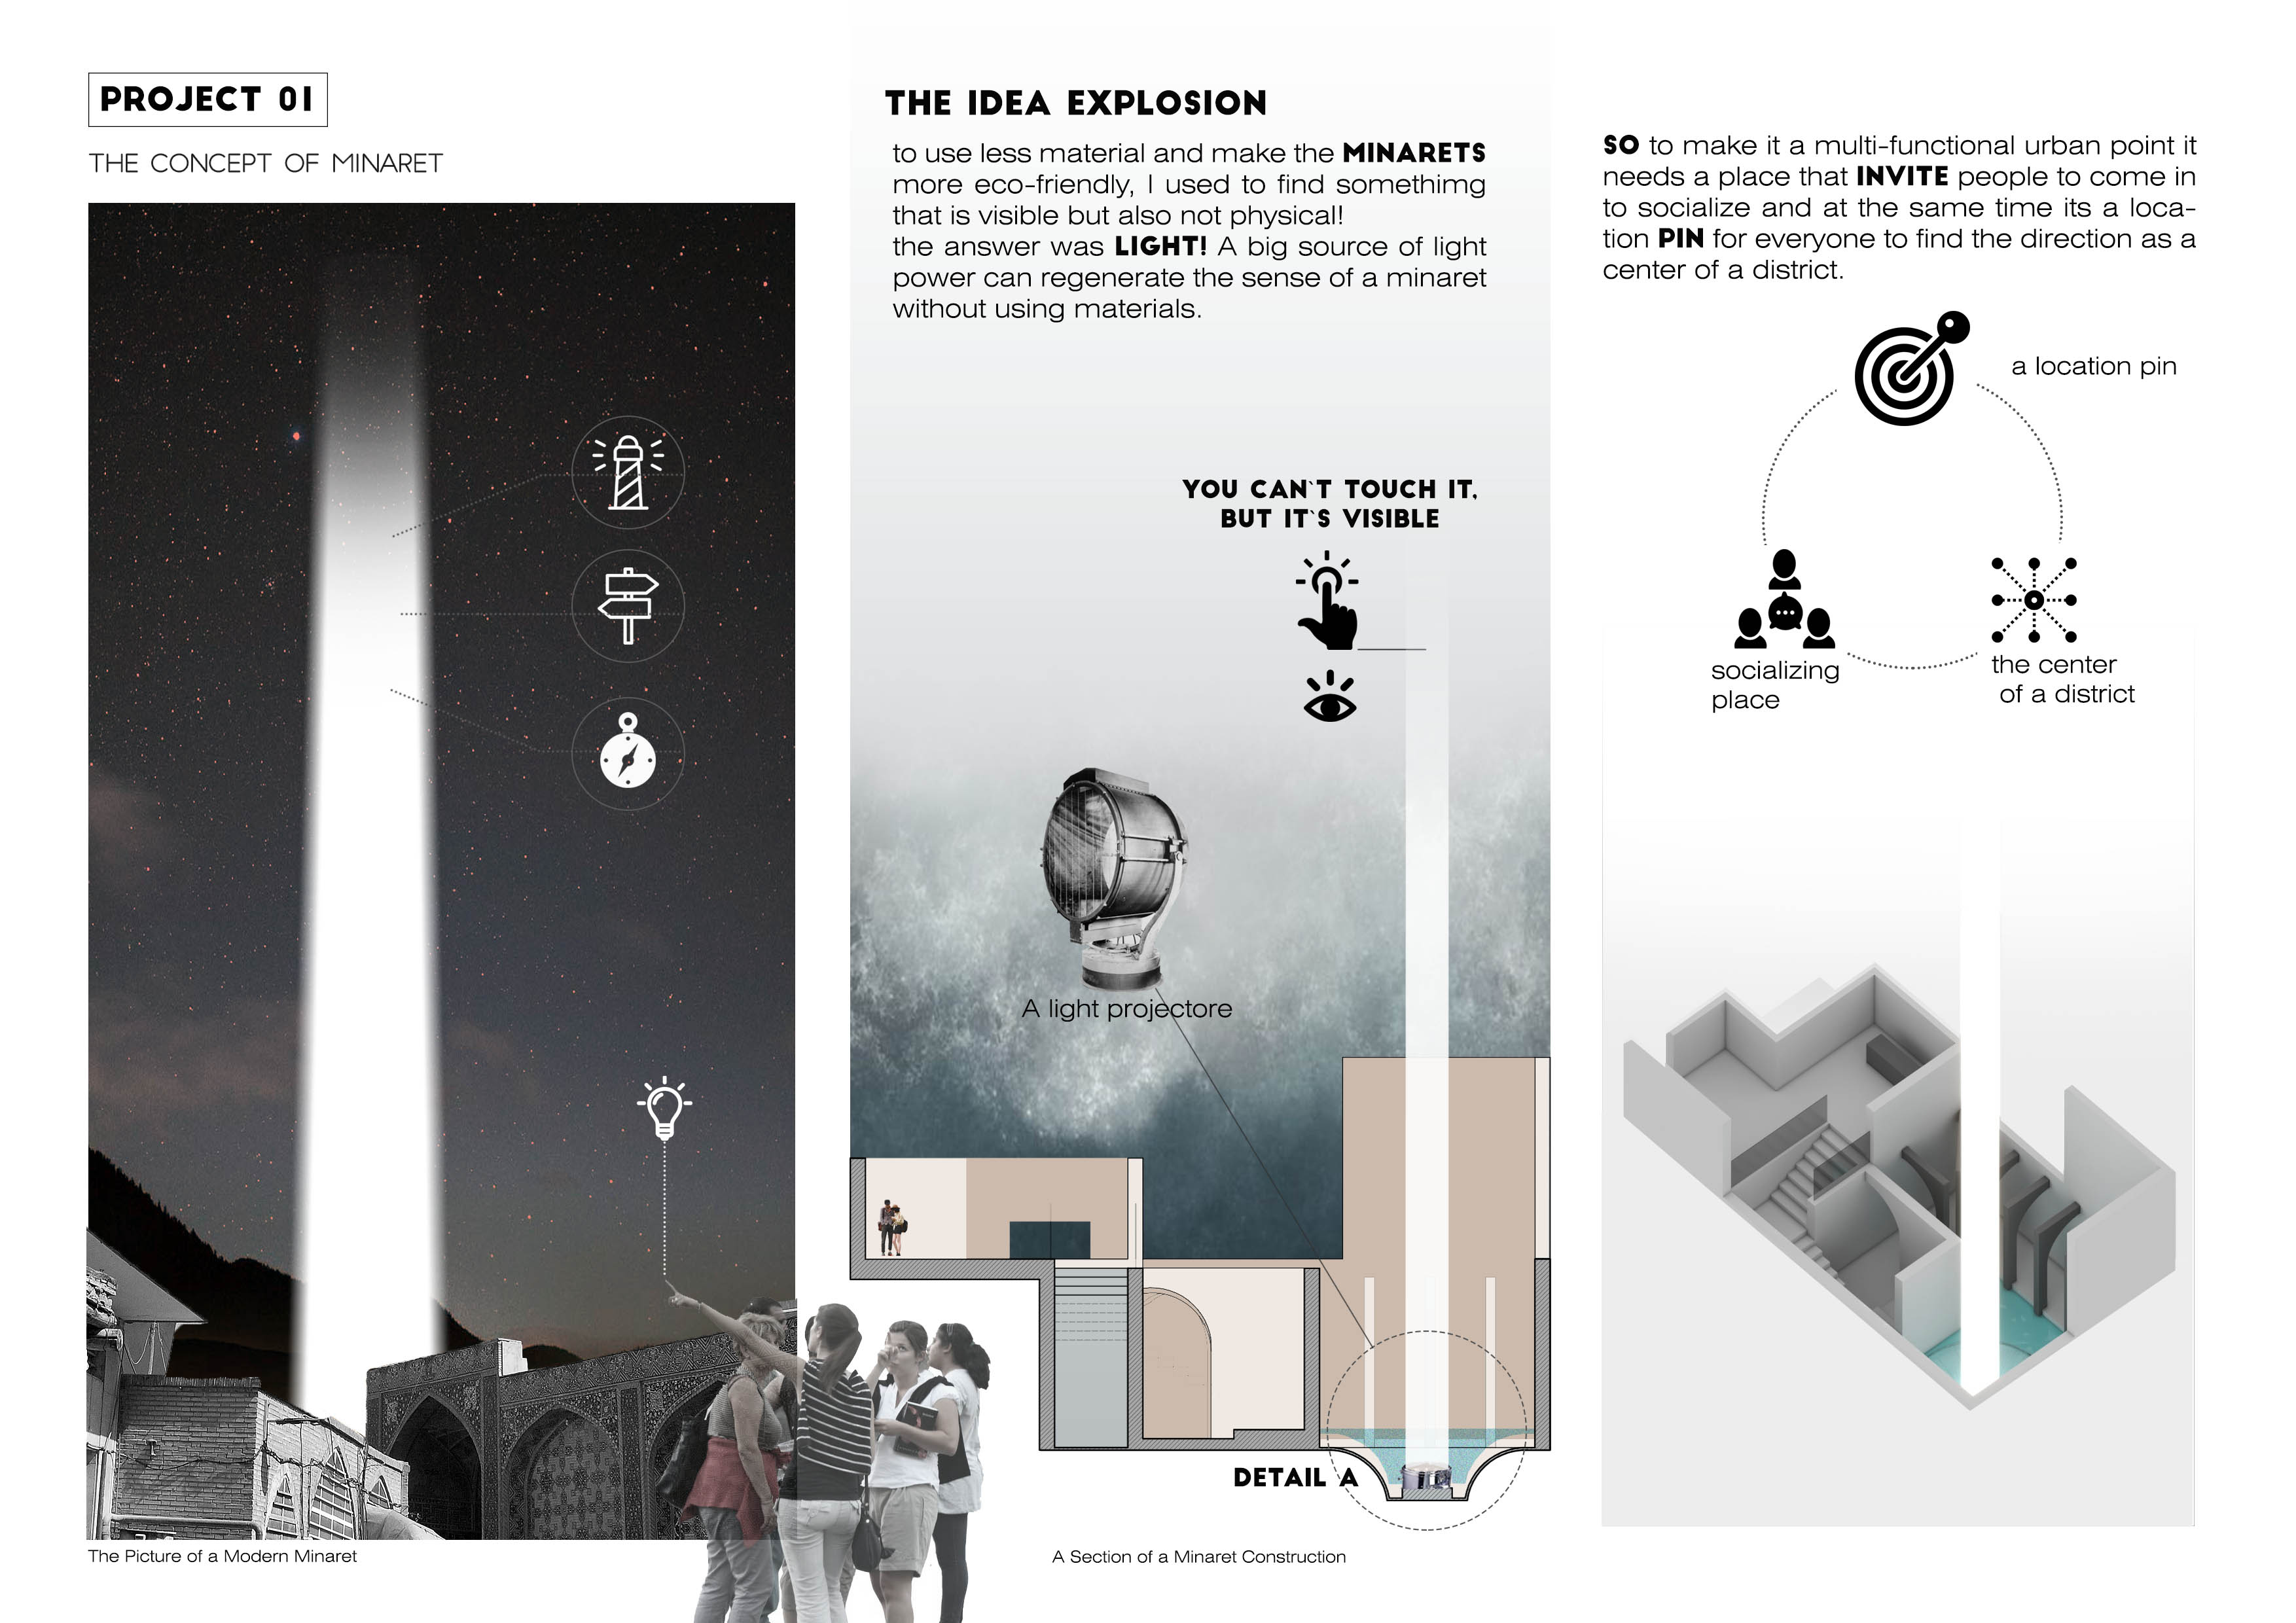 PROJECT 01
THE CONCEPT OF MINARET
The Picture of a Modern Minaret
THE IDEA EXPLOSION
to use less material and make the MINARETS
more eco-friendly, I used to find somethimg
that is visible but also not physical!
the answer was LIGHT! A big source of light
power can regenerate the sense of a minaret
without using materials.
YOU CAN`T TOUCH IT,
BUT IT`S VISIBLE
A light projectore
DETAIL A
A Section of a Minaret Construction
SO to make it a multi-functional urban point it
needs a place that INVITE people to come in
to socialize and at the same time its a loca-
tion PIN for everyone to find the direction as a
center of a district.
a location pin
socializing
place
the center
of a district